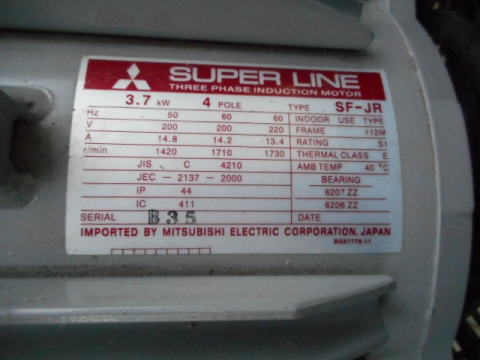 SUPER LINE
THREE PHASE INDUCTION MOTOR
3.7 kW 4 POLE TYPE SF-JR
Hz 50 60 60 INDOOR USE TYPE
V 200 200 220 FRAME 112M
A 14.8 14.2 13.4 RATING S1
r/min 1420 1710 1730 THERMAL CLASS E
JIS C 4210 AMB TEMP 40 °C
JEC-2137-2000 BEARING
IP 44 6207 ZZ
IC 411 6206 ZZ
SERIAL B35 DATE
IMPORTED BY MITSUBISHI ELECTRIC CORPORATION, JAPAN